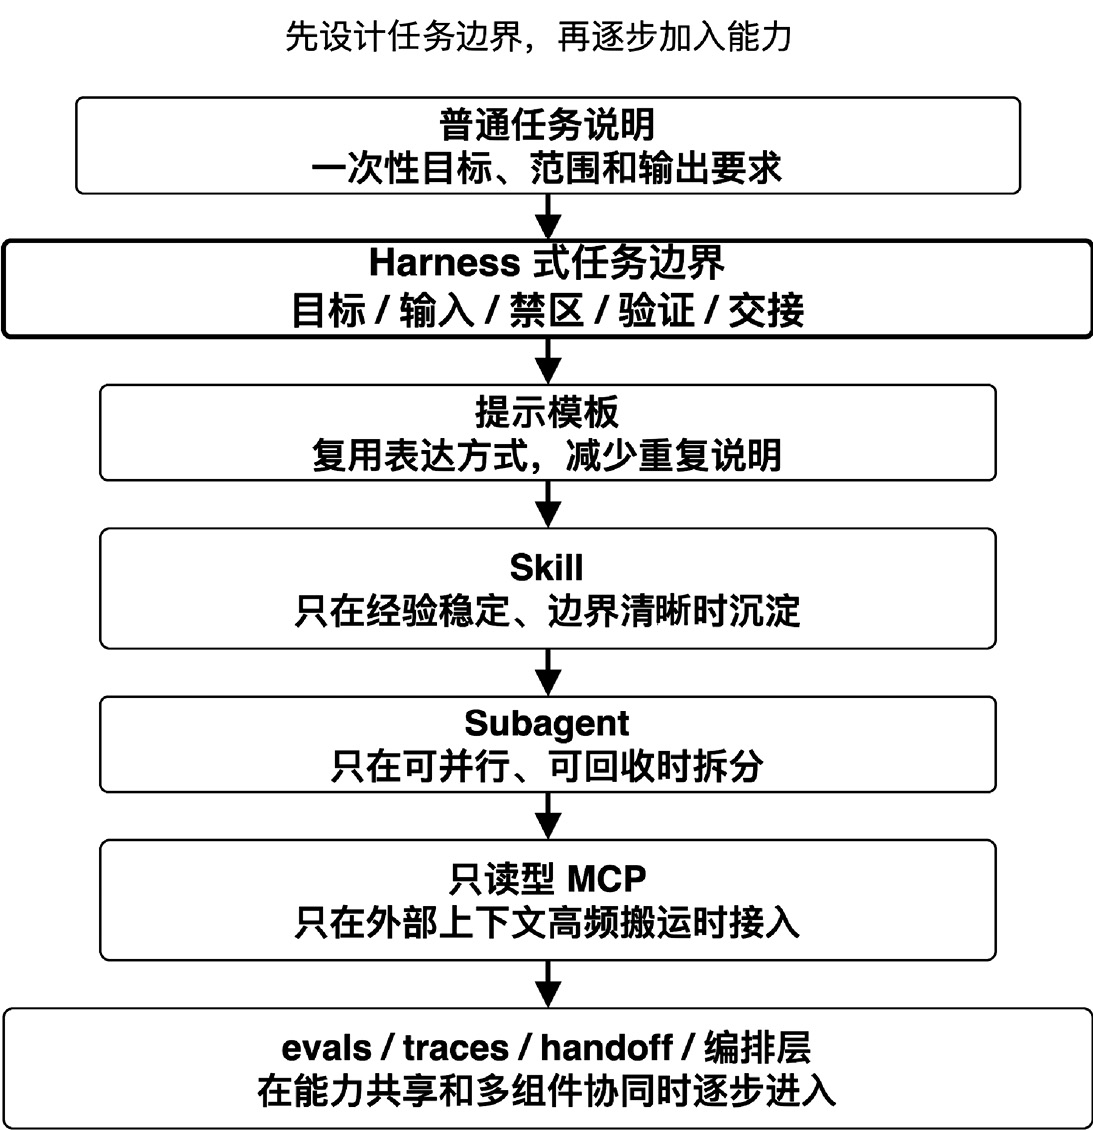 先设计任务边界，再逐步加入能力
普通任务说明
一次性目标、范围和输出要求
Harness 式任务边界
目标 / 输入 / 禁区 / 验证 / 交接
提示模板
复用表达方式，减少重复说明
Skill
只在经验稳定、边界清晰时沉淀
Subagent
只在可并行、可回收时拆分
只读型 MCP
只在外部上下文高频搬运时接入
evals / traces / handoff / 编排层
在能力共享和多组件协同时逐步进入